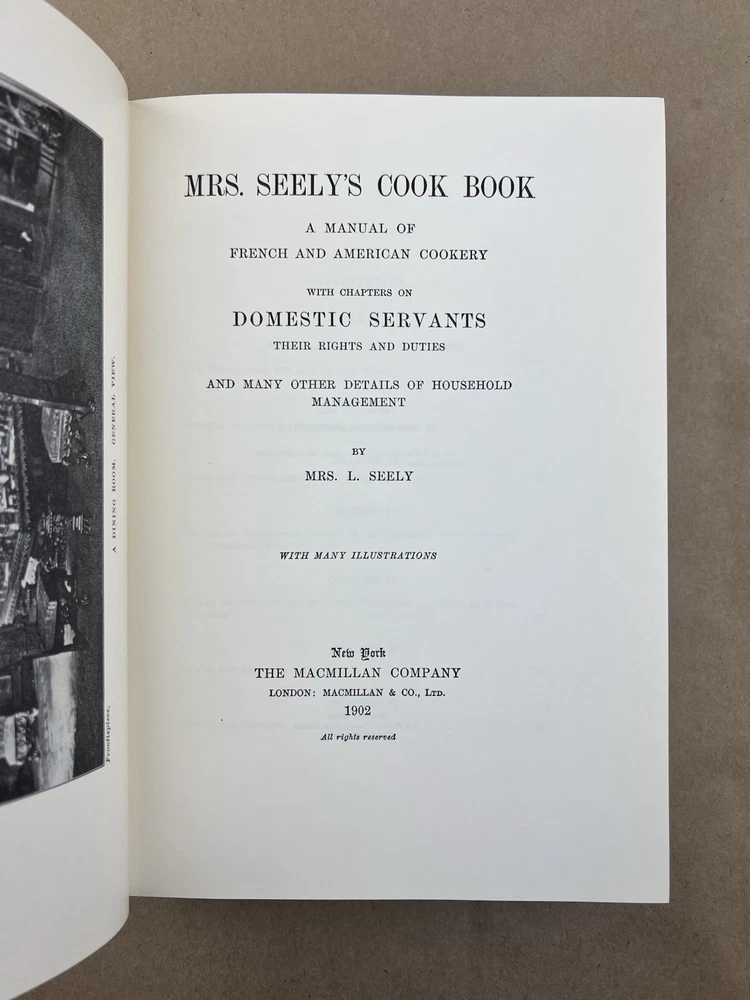 A DINING ROOM. GENERAL VIEW.
Frontispiece.
MRS. SEELY'S COOK BOOK
A MANUAL OF
FRENCH AND AMERICAN COOKERY
WITH CHAPTERS ON
DOMESTIC SERVANTS
THEIR RIGHTS AND DUTIES
AND MANY OTHER DETAILS OF HOUSEHOLD
MANAGEMENT
BY
MRS. L. SEELY
WITH MANY ILLUSTRATIONS
New York
THE MACMILLAN COMPANY
LONDON: MACMILLAN & CO., LTD.
1902
All rights reserved